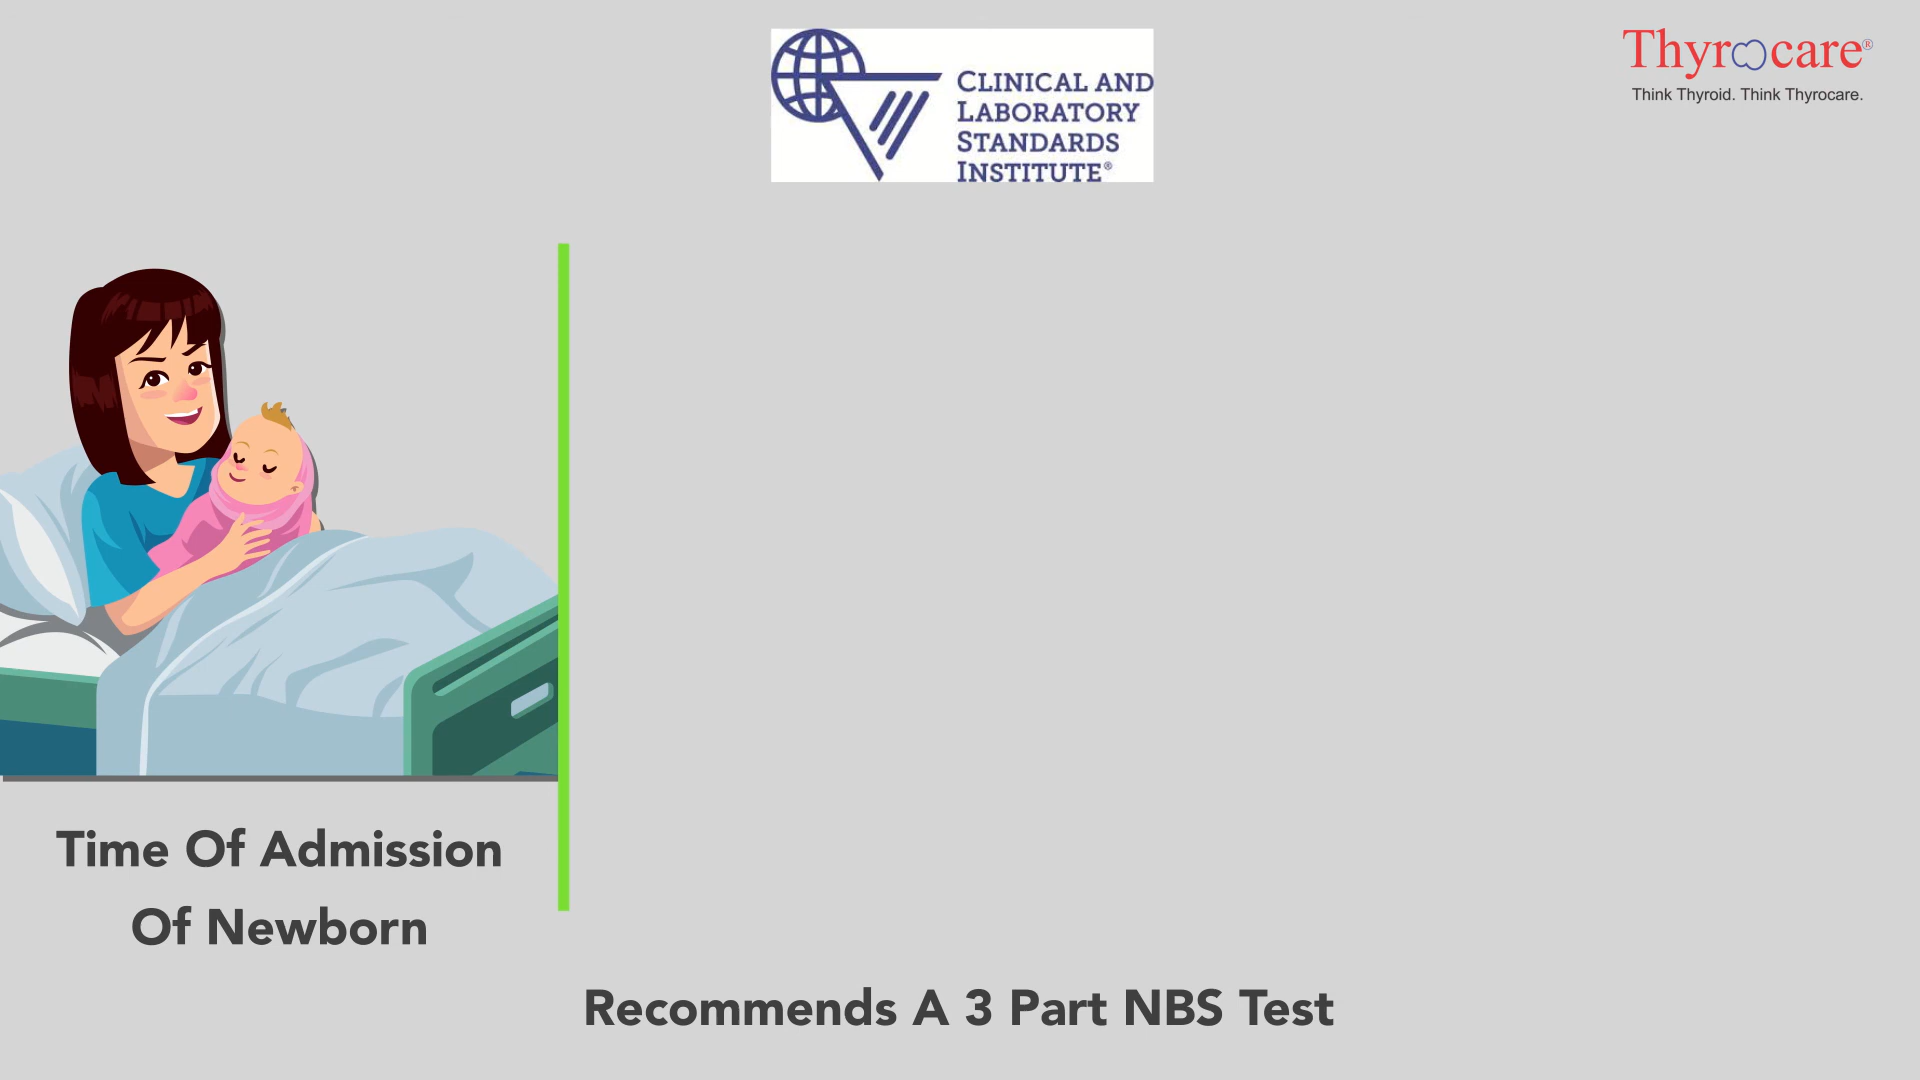 CLINICAL AND
LABORATORY
STANDARDS
INSTITUTE®
Thyrocare®
Think Thyroid. Think Thyrocare.
Time Of Admission
Of Newborn
Recommends A 3 Part NBS Test